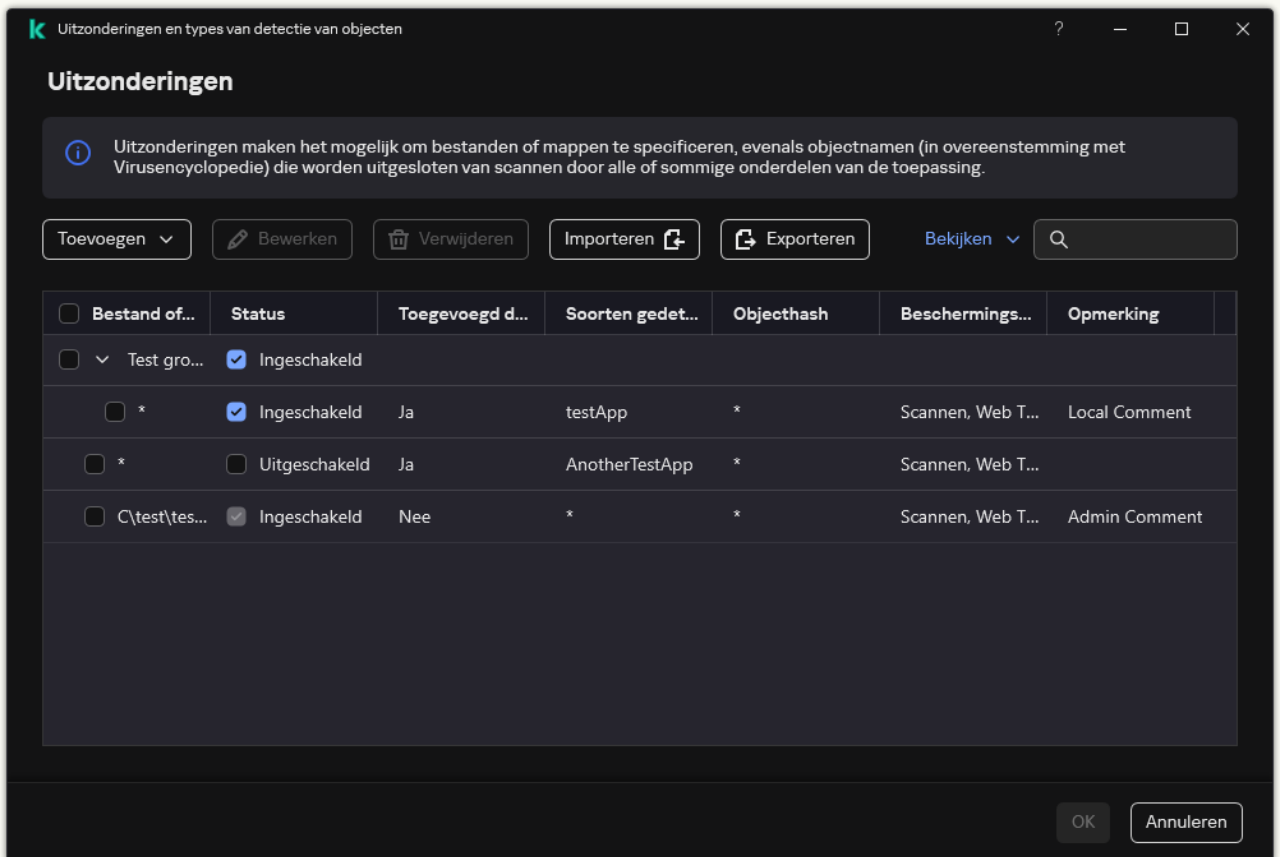 Uitzonderingen en types van detectie van objecten
Uitzonderingen
Uitzonderingen maken het mogelijk om bestanden of mappen te specificeren, evenals objectnamen (in overeenstemming met
Virusencyclopedie) die worden uitgesloten van scannen door alle of sommige onderdelen van de toepassing.
Toevoegen Bewerken Verwijderen Importeren Exporteren Bekijken
Bestand of... Status Toegevoegd d... Soorten gedet... Objecthash Beschermings... Opmerking
Test gro... Ingeschakeld
* Ingeschakeld Ja testApp * Scannen, Web T... Local Comment
* Uitgeschakeld Ja AnotherTestApp * Scannen, Web T...
C\test\tes... Ingeschakeld Nee * * Scannen, Web T... Admin Comment
OK Annuleren